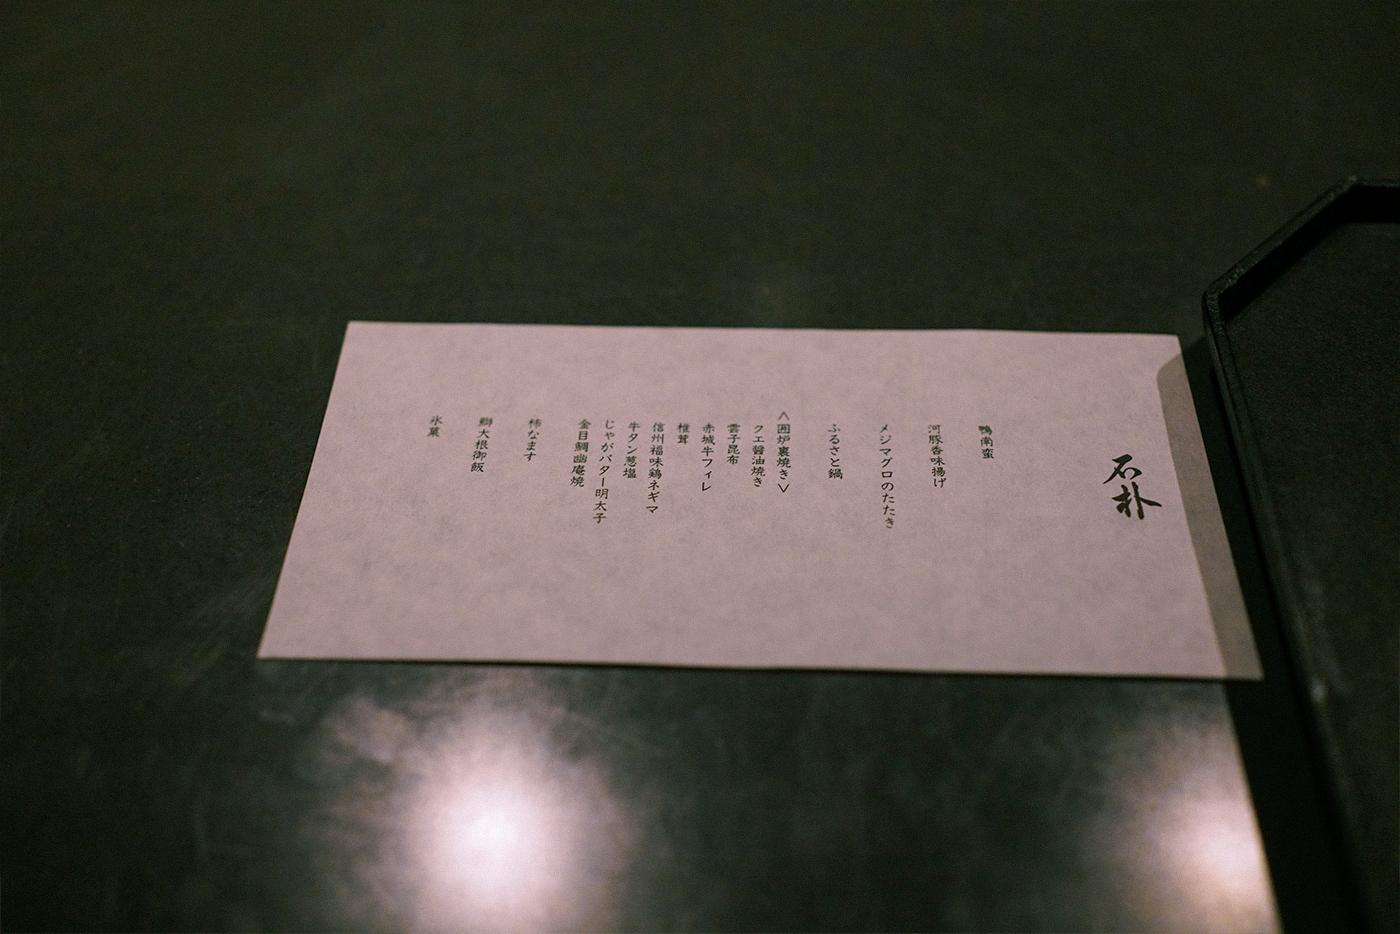 石朴
鴨南蛮
河豚香味揚げ
メジマグロのたたき
ふるさと鍋
〈囲炉裏焼き〉
クエ醤油焼き
雲子昆布
赤城牛フィレ
椎茸
信州福味鶏ネギマ
牛タン葱塩
じゃがバター明太子
金目鯛幽庵焼
柿なます
鰤大根御飯
氷菓